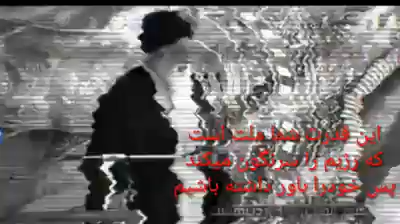 این قدرت شما ملت است
که رژیم را سرنگون میکند
پس خودرا باور داشته باشیم